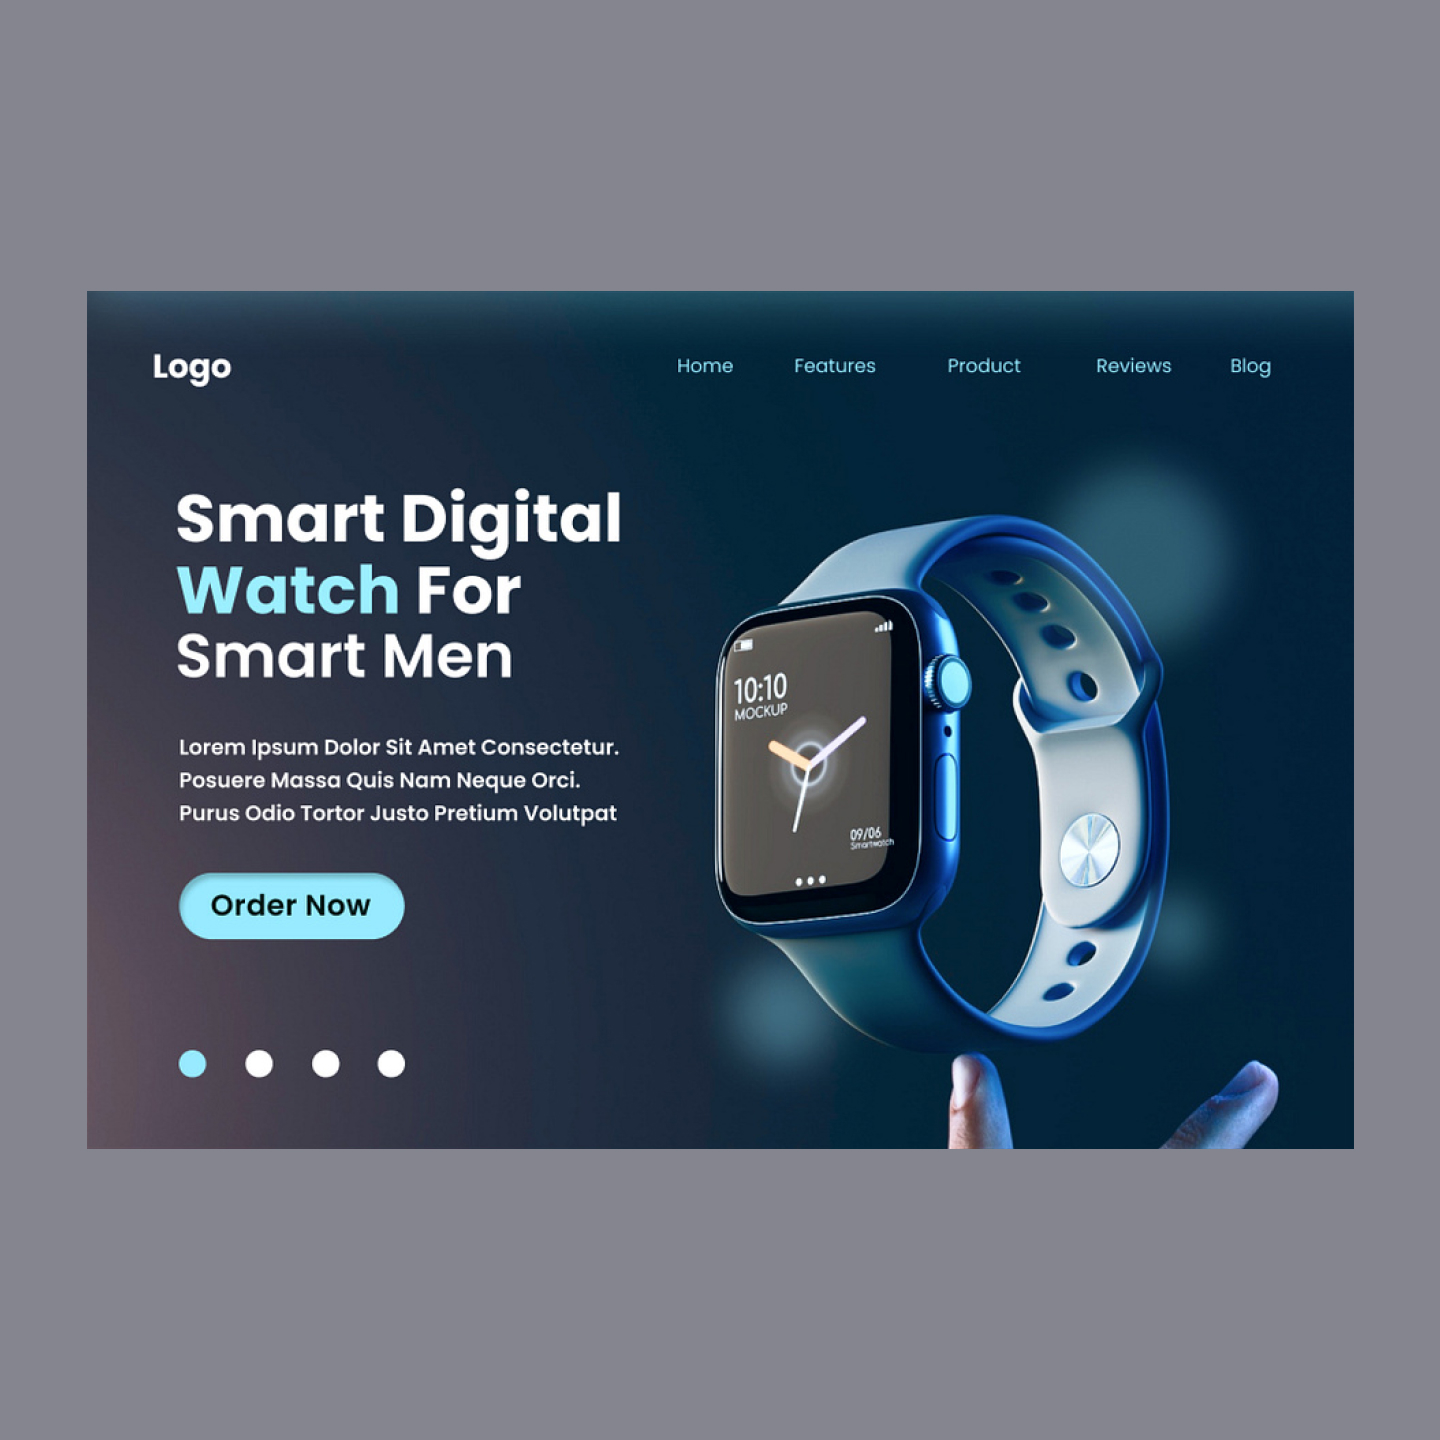 Logo
Home Features Product Reviews Blog
Smart Digital
Watch For
Smart Men
Lorem Ipsum Dolor Sit Amet Consectetur.
Posuere Massa Quis Nam Neque Orci.
Purus Odio Tortor Justo Pretium Volutpat
Order Now
10:10
MOCKUP
09/06
Smartwatch